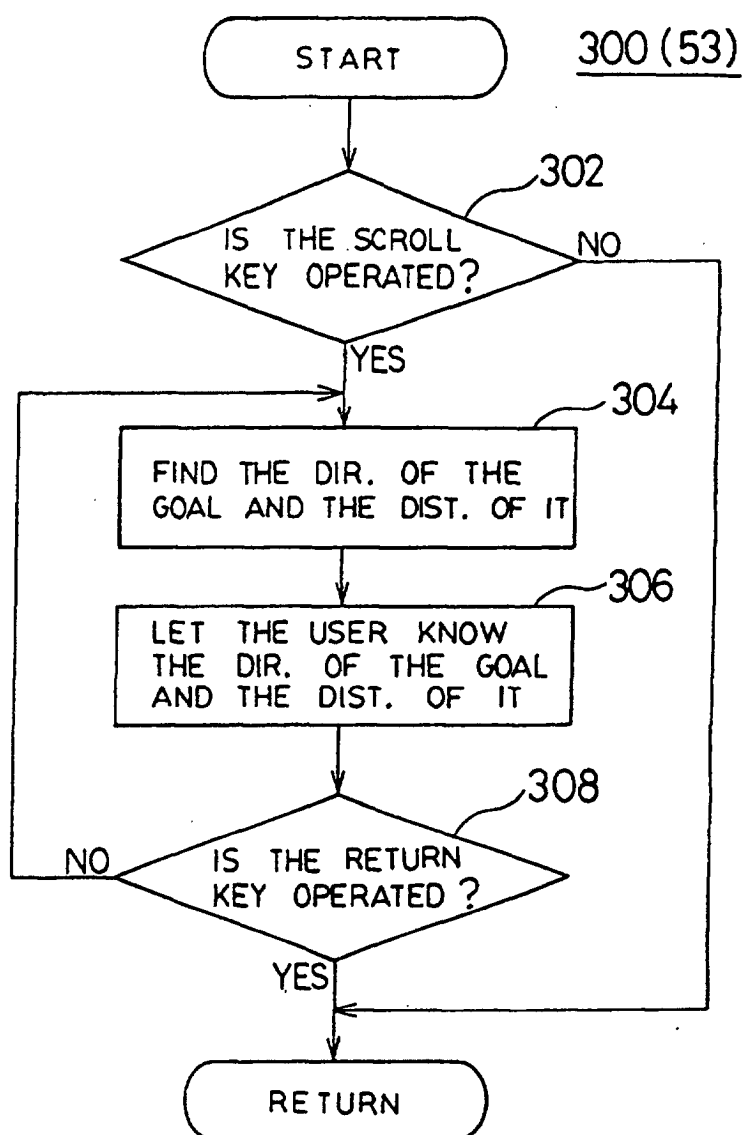 START
300 (53)
302
IS THE SCROLL
KEY OPERATED?
NO
YES
304
FIND THE DIR. OF THE
GOAL AND THE DIST. OF IT
306
LET THE USER KNOW
THE DIR. OF THE GOAL
AND THE DIST. OF IT
308
NO
IS THE RETURN
KEY OPERATED?
YES
RETURN